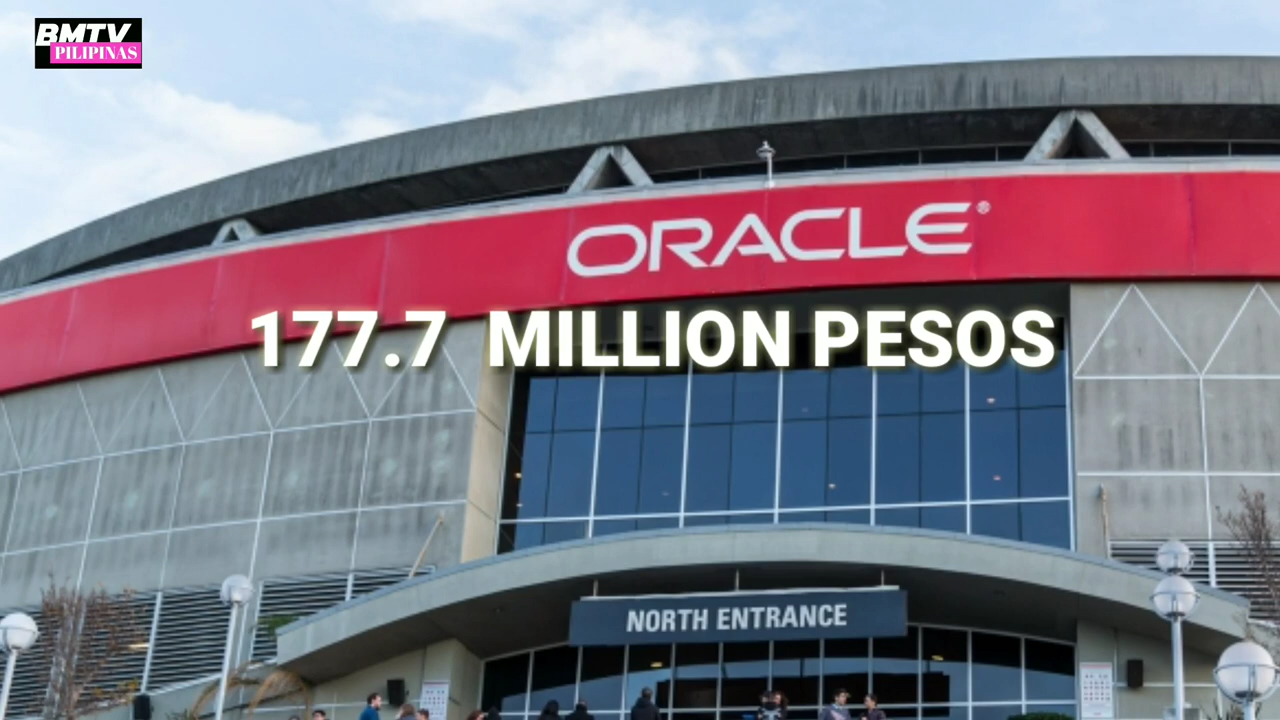 BMTV
PILIPINAS
ORACLE®
177.7 MILLION PESOS
NORTH ENTRANCE